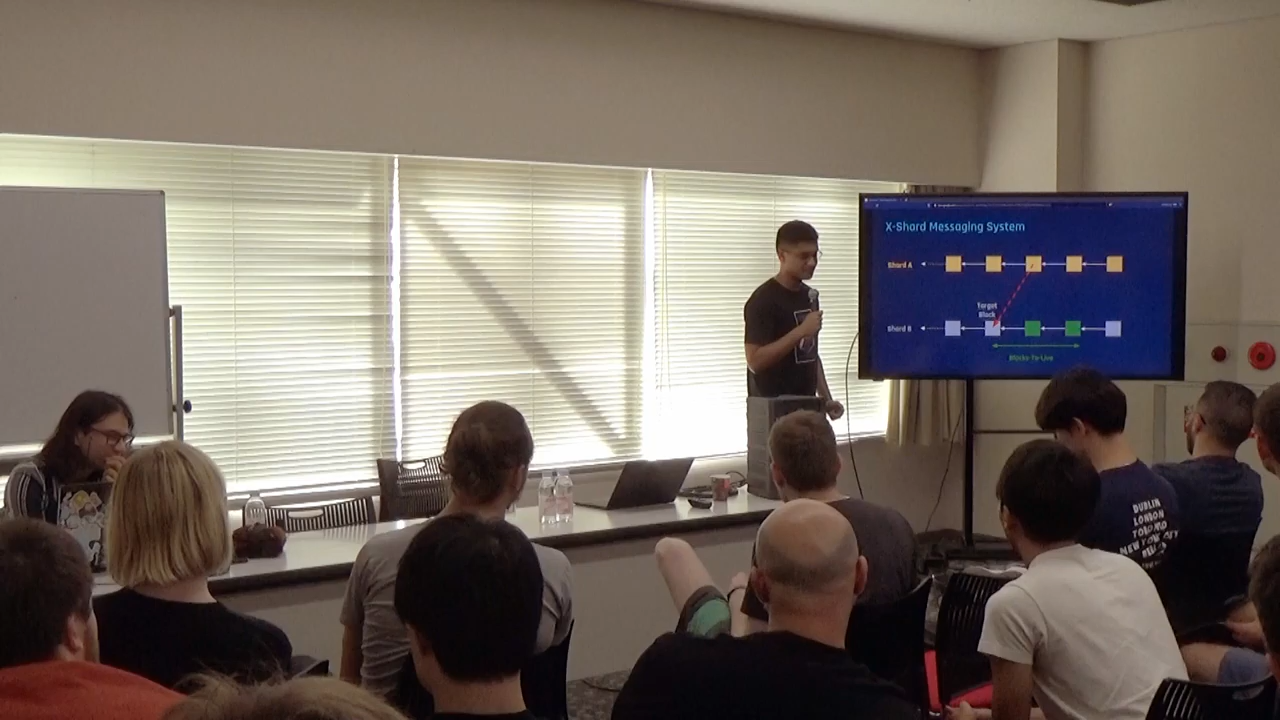 X-Shard Messaging System
Shard A
Target
Block
Shard B
Blocks-To-Live
DUBLIN
LONDON
TORONTO
NEW YORK CITY